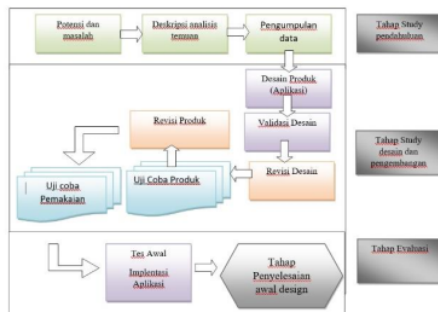 Potensi dan
masalah
Deskripsi analisis
temuan
Pengumpulan
data
Tahap Study
pendahuluan
Desain Produk
(Aplikasi)
Revisi Produk
Validasi Desain
Tahap Study
desain dan
pengembangan
Uji coba
Pemakaian
Uji Coba Produk
Revisi Desain
Tes Awal
Implentasi
Aplikasi
Tahap
Penyelesaian
awal design
Tahap Evaluasi